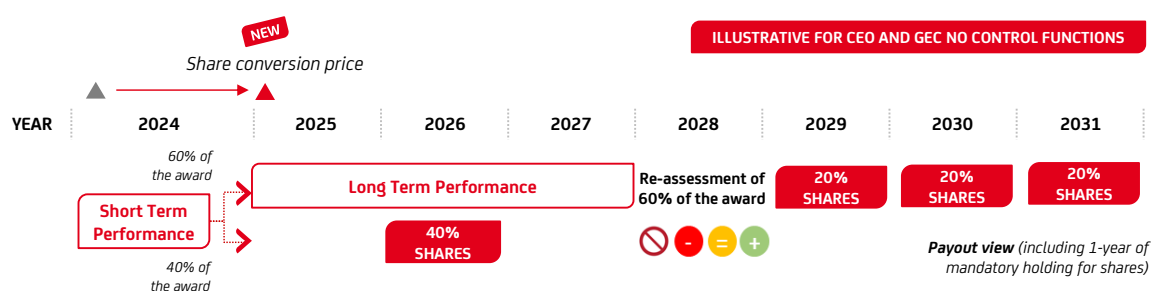 NEW
ILLUSTRATIVE FOR CEO AND GEC NO CONTROL FUNCTIONS
Share conversion price
YEAR 2024 2025 2026 2027 2028 2029 2030 2031
60% of
the award
Short Term
Performance
40% of
the award
Long Term Performance
40%
SHARES
Re-assessment of
60% of the award
- = +
20%
SHARES
20%
SHARES
20%
SHARES
Payout view (including 1-year of
mandatory holding for shares)